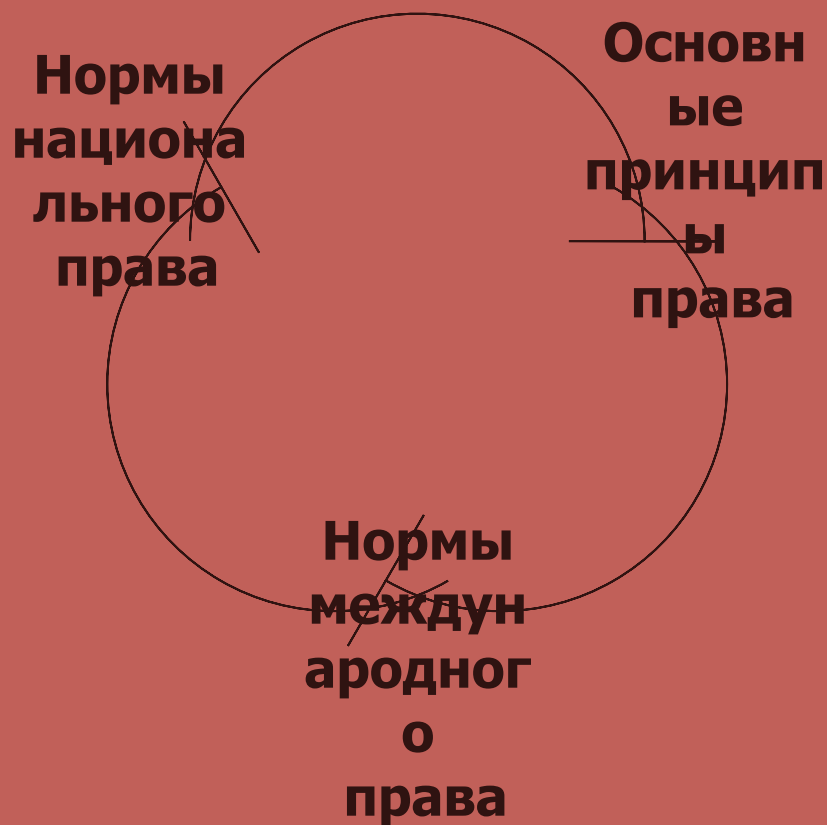 Нормы
национа
льного
права
Основн
ые
принцип
ы
права
Нормы
междун
ародног
о
права